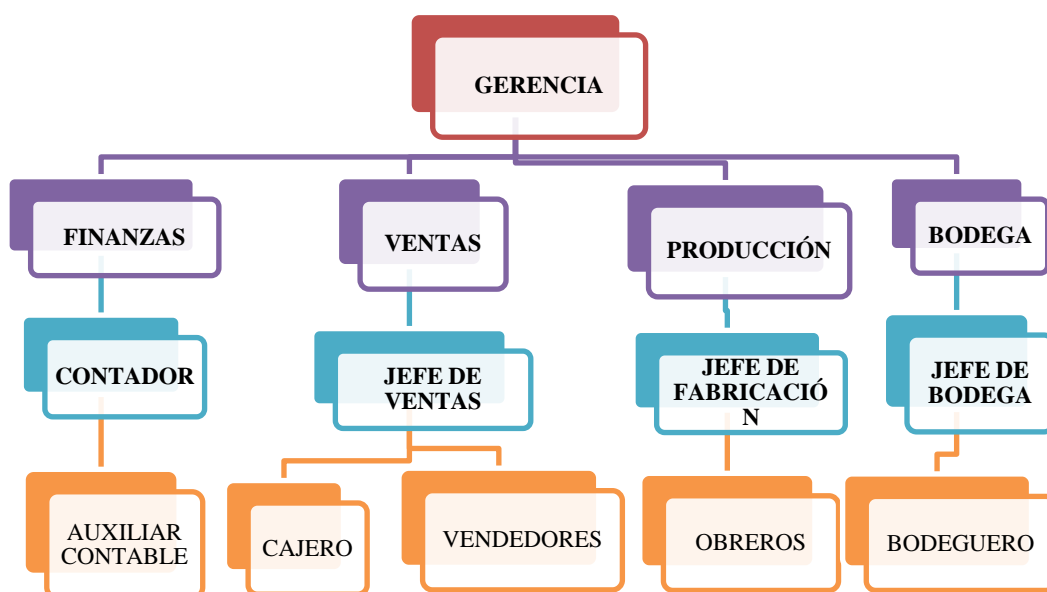 GERENCIA
FINANZAS
VENTAS
PRODUCCIÓN
BODEGA
CONTADOR
JEFE DE
VENTAS
JEFE DE
FABRICACIÓ
N
JEFE DE
BODEGA
AUXILIAR
CONTABLE
CAJERO
VENDEDORES
OBREROS
BODEGUERO